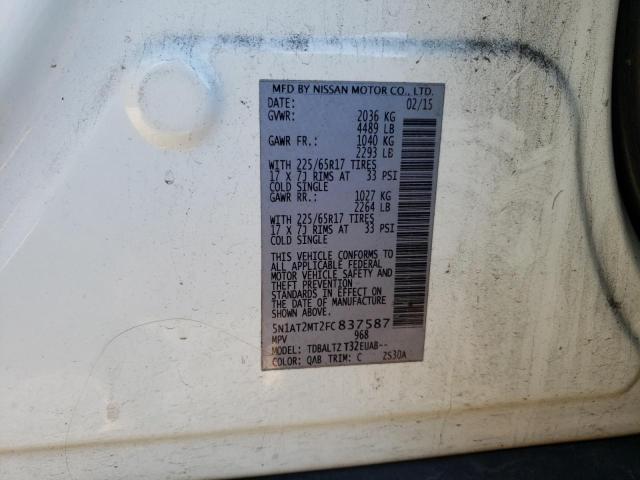 MFD BY NISSAN MOTOR CO., LTD.
DATE: 02/15
GVWR: 2036 KG
4489 LB
GAWR FR.: 1040 KG
2293 LB
WITH 225/65R17 TIRES
17 X 7J RIMS AT 33 PSI
COLD SINGLE
GAWR RR.: 1027 KG
2264 LB
WITH 225/65R17 TIRES
17 X 7J RIMS AT 33 PSI
COLD SINGLE
THIS VEHICLE CONFORMS TO
ALL APPLICABLE FEDERAL
MOTOR VEHICLE SAFETY AND
THEFT PREVENTION
STANDARDS IN EFFECT ON
THE DATE OF MANUFACTURE
SHOWN ABOVE.
5N1AT2MT2FC837587
MPV 968
MODEL: TDBALTZ T32EUAB--
COLOR: QAB TRIM: C 2S30A